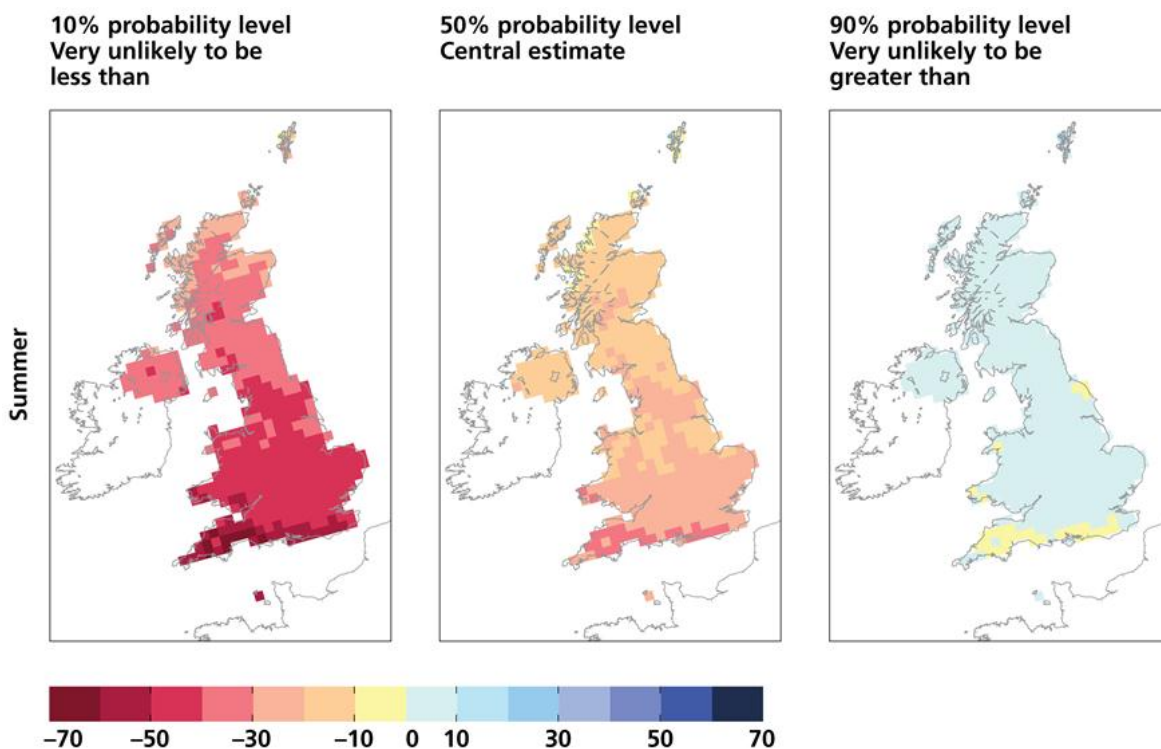 10% probability level
Very unlikely to be
less than
50% probability level
Central estimate
90% probability level
Very unlikely to be
greater than
Summer
–70 –50 –30 –10 0 10 30 50 70